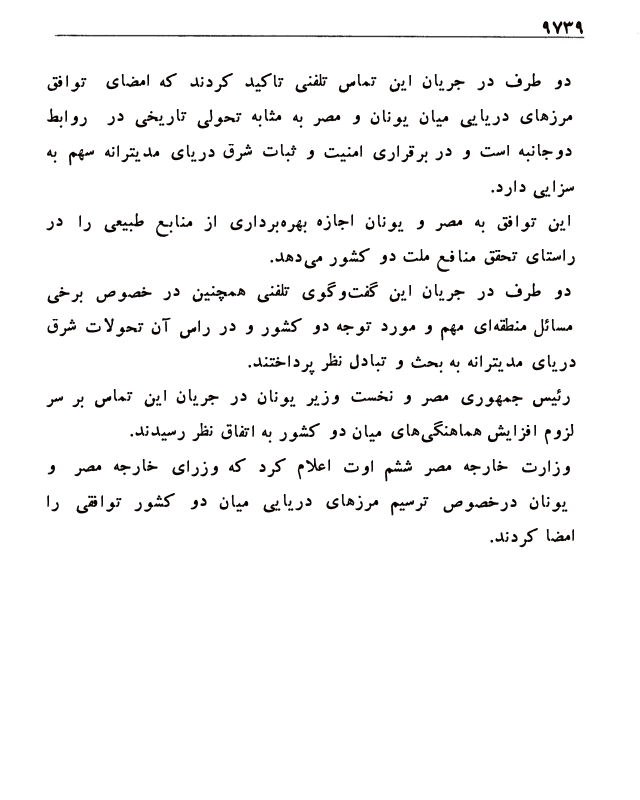 ۹۷۳۹
دو طرف در جریان این تماس تلفنی تاکید کردند که امضای توافق
مرزهای دریایی میان یونان و مصر به مثابه تحولی تاریخی در روابط
دوجانبه است و در برقراری امنیت و ثبات شرق دریای مدیترانه سهم به
سزایی دارد.
این توافق به مصر و یونان اجازه بهره‌برداری از منابع طبیعی را در
راستای تحقق منافع ملت دو کشور می‌دهد.
دو طرف در جریان این گفت‌وگوی تلفنی همچنین در خصوص برخی
مسائل منطقه‌ای مهم و مورد توجه دو کشور و در راس آن تحولات شرق
دریای مدیترانه به بحث و تبادل نظر پرداختند.
رئیس جمهوری مصر و نخست وزیر یونان در جریان این تماس بر سر
لزوم افزایش هماهنگی‌های میان دو کشور به اتفاق نظر رسیدند.
وزارت خارجه مصر ششم اوت اعلام کرد که وزرای خارجه مصر و
یونان درخصوص ترسیم مرزهای دریایی میان دو کشور توافقی را
امضا کردند.